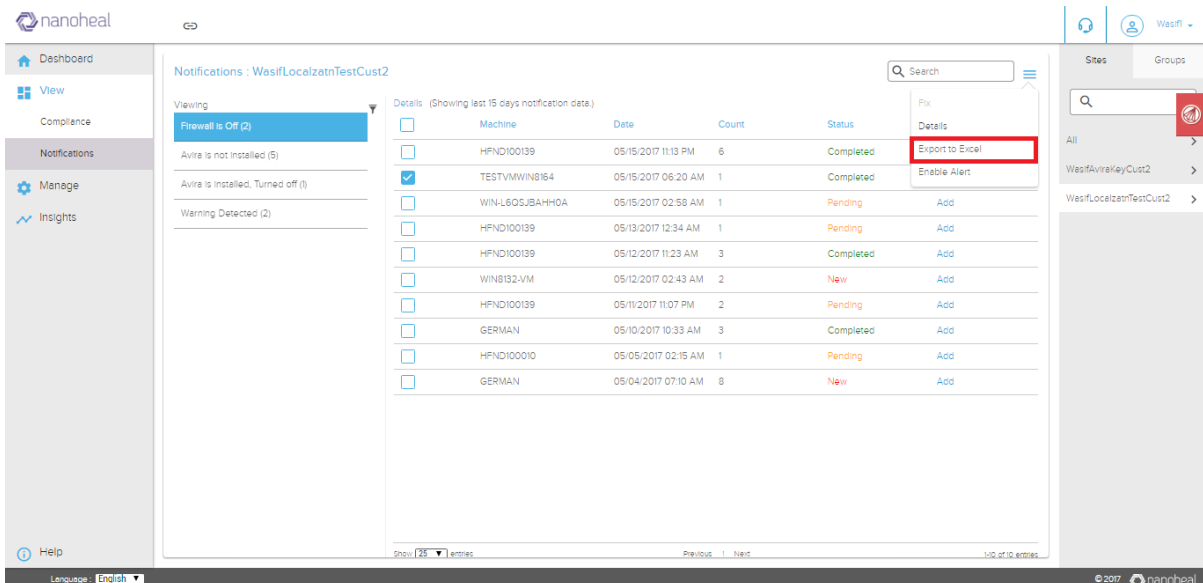 nanoheal
Wasif1
Dashboard
View
Compliance
Notifications
Manage
Insights
Help
Notifications : WasifLocalzatnTestCust2
Search
Viewing
Firewall is Off (2)
Avira is not Installed (5)
Avira is Installed, Turned off (1)
Warning Detected (2)
Details (Showing last 15 days notification data.)
Machine Date Count Status
HFND100139 05/15/2017 11:13 PM 6 Completed
TESTVMWIN8164 05/15/2017 06:20 AM 1 Completed
WIN-L6QSJBAHH0A 05/15/2017 02:58 AM 1 Pending Add
HFND100139 05/13/2017 12:34 AM 1 Pending Add
HFND100139 05/12/2017 11:23 AM 3 Completed Add
WIN8132-VM 05/12/2017 02:43 AM 2 New Add
HFND100139 05/11/2017 11:07 PM 2 Pending Add
GERMAN 05/10/2017 10:33 AM 3 Completed Add
HFND100010 05/05/2017 02:15 AM 1 Pending Add
GERMAN 05/04/2017 07:10 AM 8 New Add
Fix
Details
Export to Excel
Enable Alert
Show 25 entries
Previous 1 Next
1-10 of 10 entries
Sites Groups
All
WasifAviraKeyCust2
WasifLocalzatnTestCust2
Language : English
© 2017 nanoheal